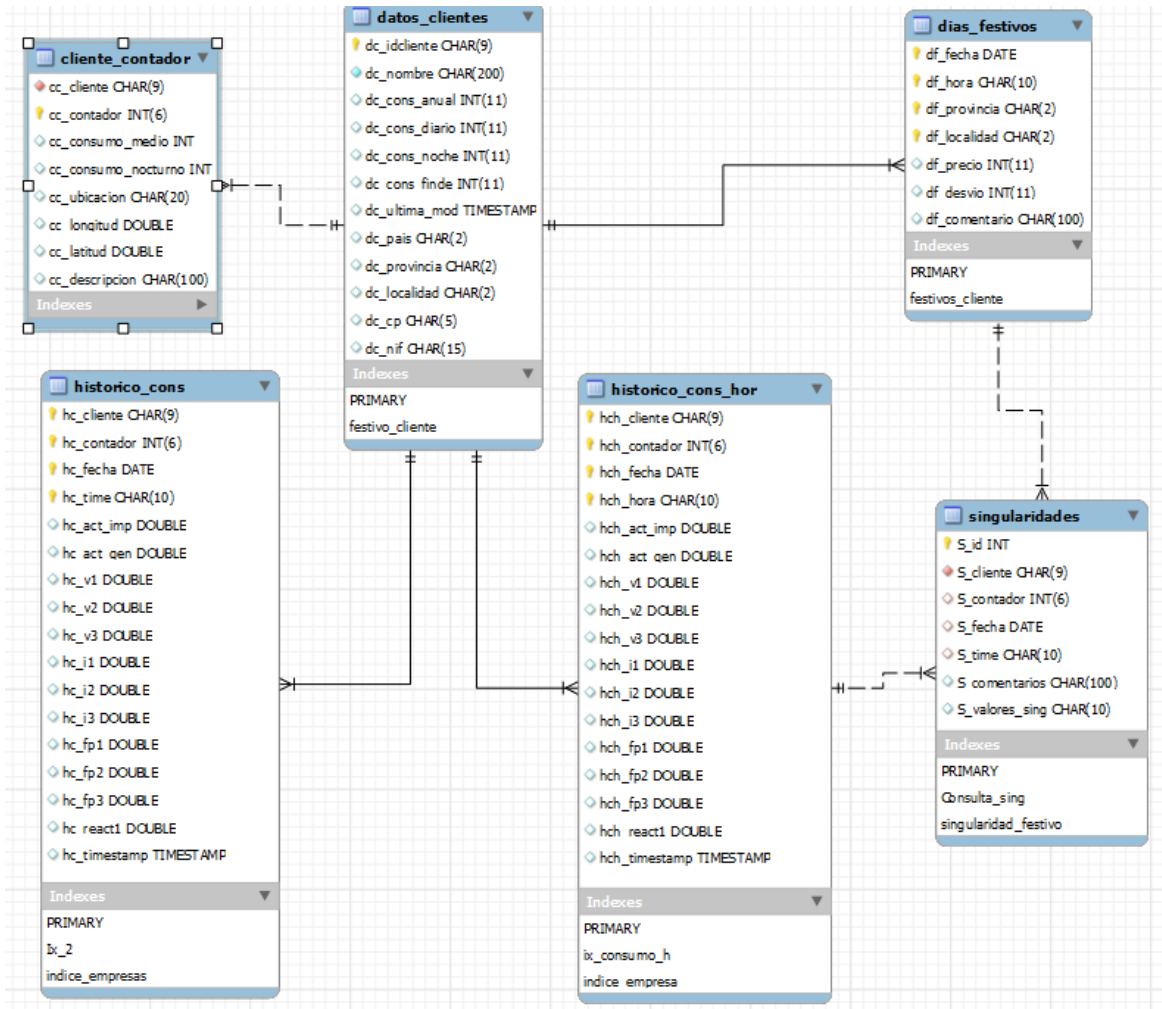 cliente_contador
cc_cliente CHAR(9)
cc_contador INT(6)
cc_consumo_medio INT
cc_consumo_nocturno INT
cc_ubicacion CHAR(20)
cc_longitud DOUBLE
cc_latitud DOUBLE
cc_descripcion CHAR(100)
Indexes
datos_clientes
dc_idcliente CHAR(9)
dc_nombre CHAR(200)
dc_cons_anual INT(11)
dc_cons_diario INT(11)
dc_cons_noche INT(11)
dc_cons_finde INT(11)
dc_ultima_mod TIMESTAMP
dc_pais CHAR(2)
dc_provincia CHAR(2)
dc_localidad CHAR(2)
dc_cp CHAR(5)
dc_nif CHAR(15)
Indexes
PRIMARY
festivo_cliente
dias_festivos
df_fecha DATE
df_hora CHAR(10)
df_provincia CHAR(2)
df_localidad CHAR(2)
df_precio INT(11)
df_desvio INT(11)
df_comentario CHAR(100)
Indexes
PRIMARY
festivos_cliente
historico_cons
hc_cliente CHAR(9)
hc_contador INT(6)
hc_fecha DATE
hc_time CHAR(10)
hc_act_imp DOUBLE
hc_act_gen DOUBLE
hc_v1 DOUBLE
hc_v2 DOUBLE
hc_v3 DOUBLE
hc_i1 DOUBLE
hc_i2 DOUBLE
hc_i3 DOUBLE
hc_fp1 DOUBLE
hc_fp2 DOUBLE
hc_fp3 DOUBLE
hc_react1 DOUBLE
hc_timestamp TIMESTAMP
Indexes
PRIMARY
Ix_2
indice_empresas
historico_cons_hor
hch_cliente CHAR(9)
hch_contador INT(6)
hch_fecha DATE
hch_hora CHAR(10)
hch_act_imp DOUBLE
hch_act_gen DOUBLE
hch_v1 DOUBLE
hch_v2 DOUBLE
hch_v3 DOUBLE
hch_i1 DOUBLE
hch_i2 DOUBLE
hch_i3 DOUBLE
hch_fp1 DOUBLE
hch_fp2 DOUBLE
hch_fp3 DOUBLE
hch_react1 DOUBLE
hch_timestamp TIMESTAMP
Indexes
PRIMARY
ix_consumo_h
indice_empresa
singularidades
S_id INT
S_cliente CHAR(9)
S_contador INT(6)
S_fecha DATE
S_time CHAR(10)
S_comentarios CHAR(100)
S_valores_sing CHAR(10)
Indexes
PRIMARY
Consulta_sing
singularidad_festivo